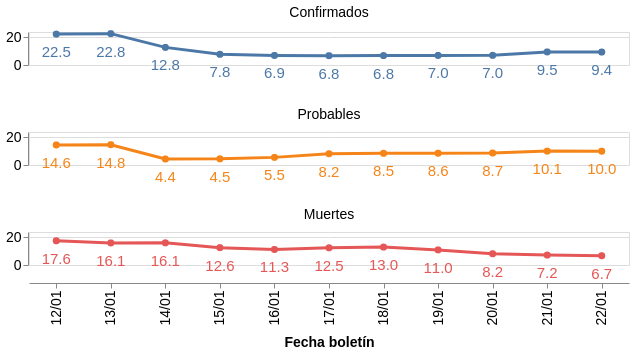 Confirmados
20
0
22.5 22.8 12.8 7.8 6.9 6.8 6.8 7.0 7.0 9.5 9.4
Probables
20
0
14.6 14.8 4.4 4.5 5.5 8.2 8.5 8.6 8.7 10.1 10.0
Muertes
20
0
17.6 16.1 16.1 12.6 11.3 12.5 13.0 11.0 8.2 7.2 6.7
12/01 13/01 14/01 15/01 16/01 17/01 18/01 19/01 20/01 21/01 22/01
Fecha boletín